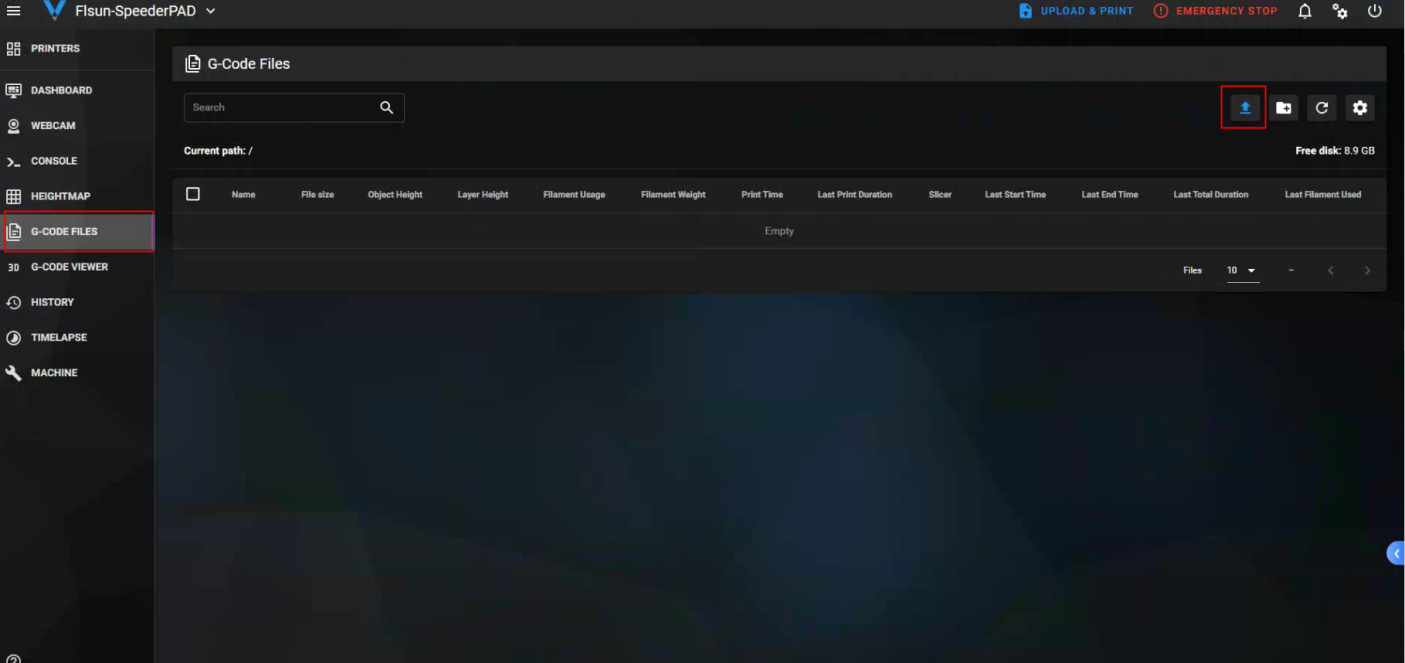 Flsun-SpeederPAD
UPLOAD & PRINT
EMERGENCY STOP
PRINTERS
DASHBOARD
WEBCAM
CONSOLE
HEIGHTMAP
G-CODE FILES
3D G-CODE VIEWER
HISTORY
TIMELAPSE
MACHINE
G-Code Files
Search
Current path: /
Free disk: 8.9 GB
Name File size Object Height Layer Height Filament Usage Filament Weight Print Time Last Print Duration Slicer Last Start Time Last End Time Last Total Duration Last Filament Used
Empty
Files 10 –